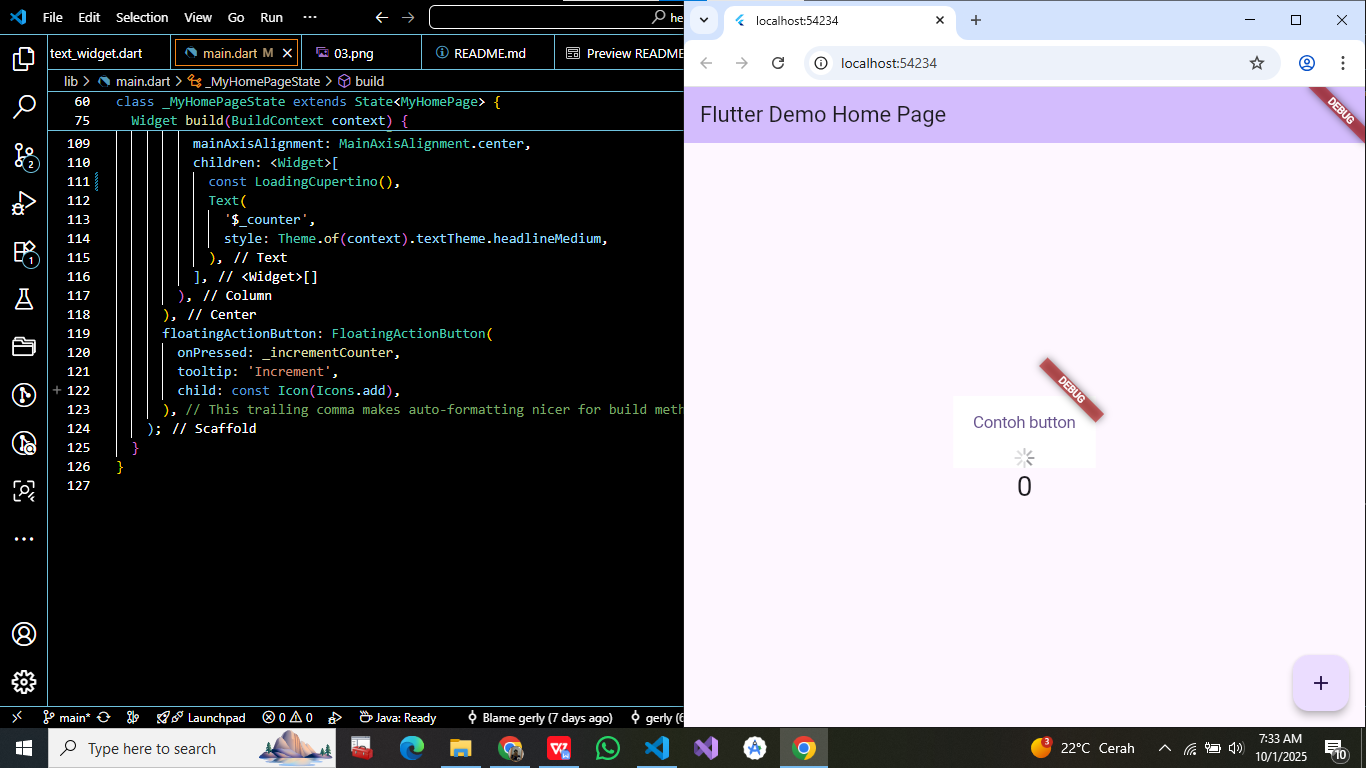 File Edit Selection View Go Run ···
he
text_widget.dart
main.dart M
03.png
README.md
Preview README
lib > main.dart > _MyHomePageState > build
60 class _MyHomePageState extends State<MyHomePage> {
75 Widget build(BuildContext context) {
109 mainAxisAlignment: MainAxisAlignment.center,
110 children: <Widget>[
111 const LoadingCupertino(),
112 Text(
113 '$_counter',
114 style: Theme.of(context).textTheme.headlineMedium,
115 ), // Text
116 ], // <Widget>[]
117 ), // Column
118 ), // Center
119 floatingActionButton: FloatingActionButton(
120 onPressed: _incrementCounter,
121 tooltip: 'Increment',
122 child: const Icon(Icons.add),
123 ), // This trailing comma makes auto-formatting nicer for build meth
124 ); // Scaffold
125 }
126 }
127
2
1
main* Launchpad 0 0 Java: Ready Blame gerly (7 days ago) gerly (6
localhost:54234
localhost:54234
Flutter Demo Home Page
DEBUG
DEBUG
Contoh button
0
+
Type here to search
3
22°C Cerah
7:33 AM
10/1/2025
10